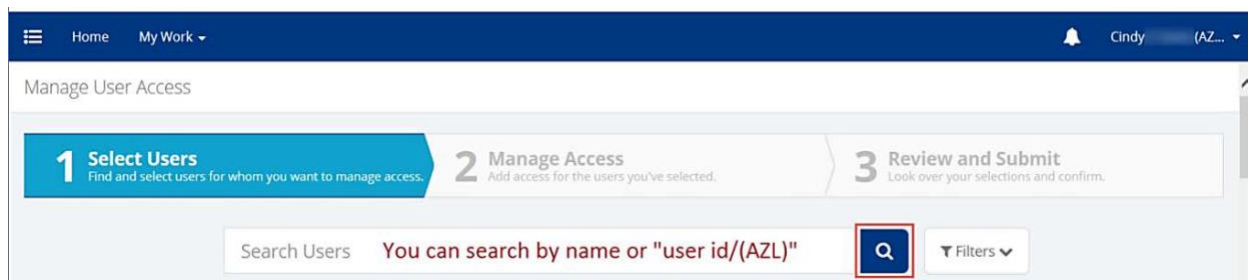 Home My Work Cindy (AZ...
Manage User Access
1 Select Users
Find and select users for whom you want to manage access.
2 Manage Access
Add access for the users you've selected.
3 Review and Submit
Look over your selections and confirm.
Search Users You can search by name or "user id/(AZL)" Filters